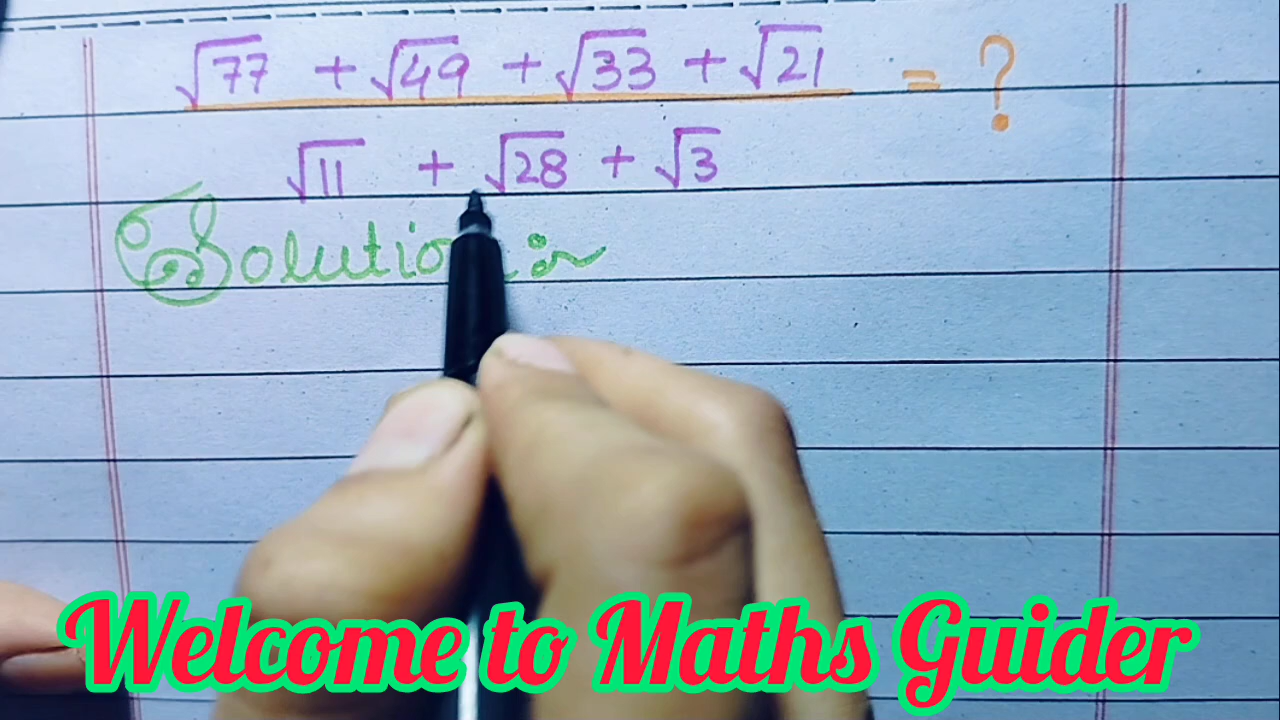 √77 + √49 + √33 + √21 = ?
√11 + √28 + √3
Solution :~
Welcome to Maths Guider